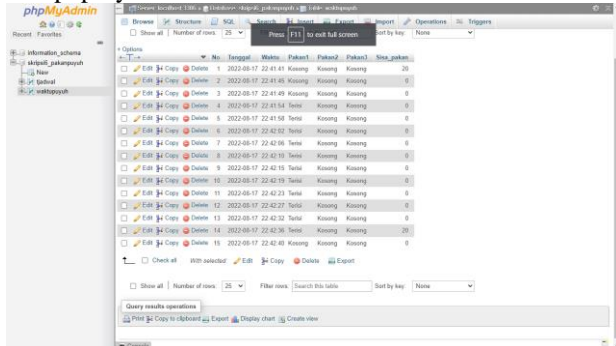 phpMyAdmin
Recent Favorites
information_schema
skripsi5_pakanpuyuh
New
tjadwal
waktupuyuh
Server: localhost:3306 » Database: skripsi5_pakanpuyuh » Table: waktupuyuh
Browse Structure SQL Search Insert Export Import Privileges Operations Triggers
Show all Number of rows: 25 Sort by key: None
Press F11 to exit full screen
+ Options
No Tanggal Waktu Pakan1 Pakan2 Pakan3 Sisa_pakan
Edit Copy Delete 1 2022-08-17 22:41:41 Kosong Kosong Kosong 20
Edit Copy Delete 2 2022-08-17 22:41:45 Kosong Kosong Kosong 0
Edit Copy Delete 3 2022-08-17 22:41:49 Kosong Kosong Kosong 0
Edit Copy Delete 4 2022-08-17 22:41:54 Terisi Kosong Kosong 0
Edit Copy Delete 5 2022-08-17 22:41:58 Terisi Kosong Kosong 0
Edit Copy Delete 6 2022-08-17 22:42:02 Terisi Kosong Kosong 0
Edit Copy Delete 7 2022-08-17 22:42:06 Terisi Kosong Kosong 0
Edit Copy Delete 8 2022-08-17 22:42:10 Terisi Kosong Kosong 0
Edit Copy Delete 9 2022-08-17 22:42:15 Terisi Kosong Kosong 0
Edit Copy Delete 10 2022-08-17 22:42:19 Terisi Kosong Kosong 0
Edit Copy Delete 11 2022-08-17 22:42:23 Terisi Kosong Kosong 0
Edit Copy Delete 12 2022-08-17 22:42:27 Terisi Kosong Kosong 0
Edit Copy Delete 13 2022-08-17 22:42:32 Terisi Kosong Kosong 0
Edit Copy Delete 14 2022-08-17 22:42:36 Terisi Kosong Kosong 20
Edit Copy Delete 15 2022-08-17 22:42:40 Kosong Kosong Kosong 0
Check all With selected: Edit Copy Delete Export
Show all Number of rows: 25 Filter rows: Search this table Sort by key: None
Query results operations
Print Copy to clipboard Export Display chart Create view